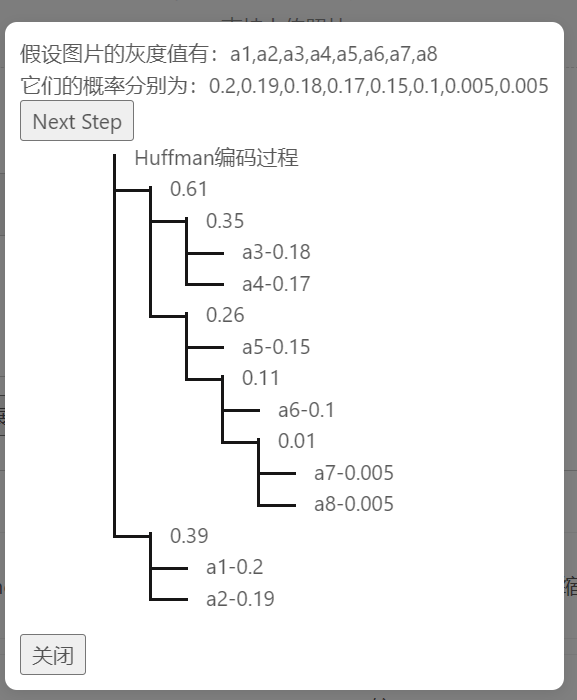 假设图片的灰度值有：a1,a2,a3,a4,a5,a6,a7,a8
它们的概率分别为：0.2,0.19,0.18,0.17,0.15,0.1,0.005,0.005
Next Step
Huffman编码过程
0.61
0.35
a3-0.18
a4-0.17
0.26
a5-0.15
0.11
a6-0.1
0.01
a7-0.005
a8-0.005
0.39
a1-0.2
a2-0.19
关闭